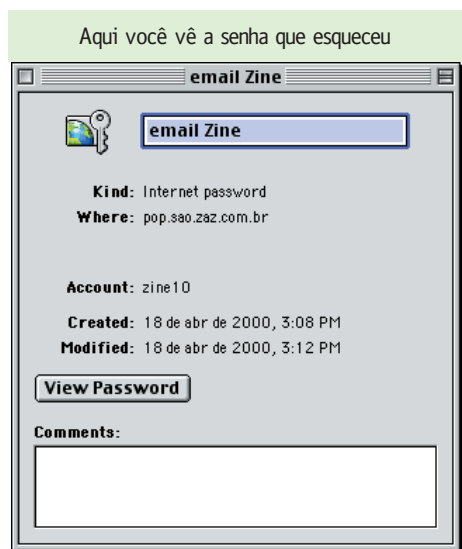 Aqui você vê a senha que esqueceu
email Zine
email Zine
Kind: Internet password
Where: pop.sao.zaz.com.br
Account: zine10
Created: 18 de abr de 2000, 3:08 PM
Modified: 18 de abr de 2000, 3:12 PM
View Password
Comments: